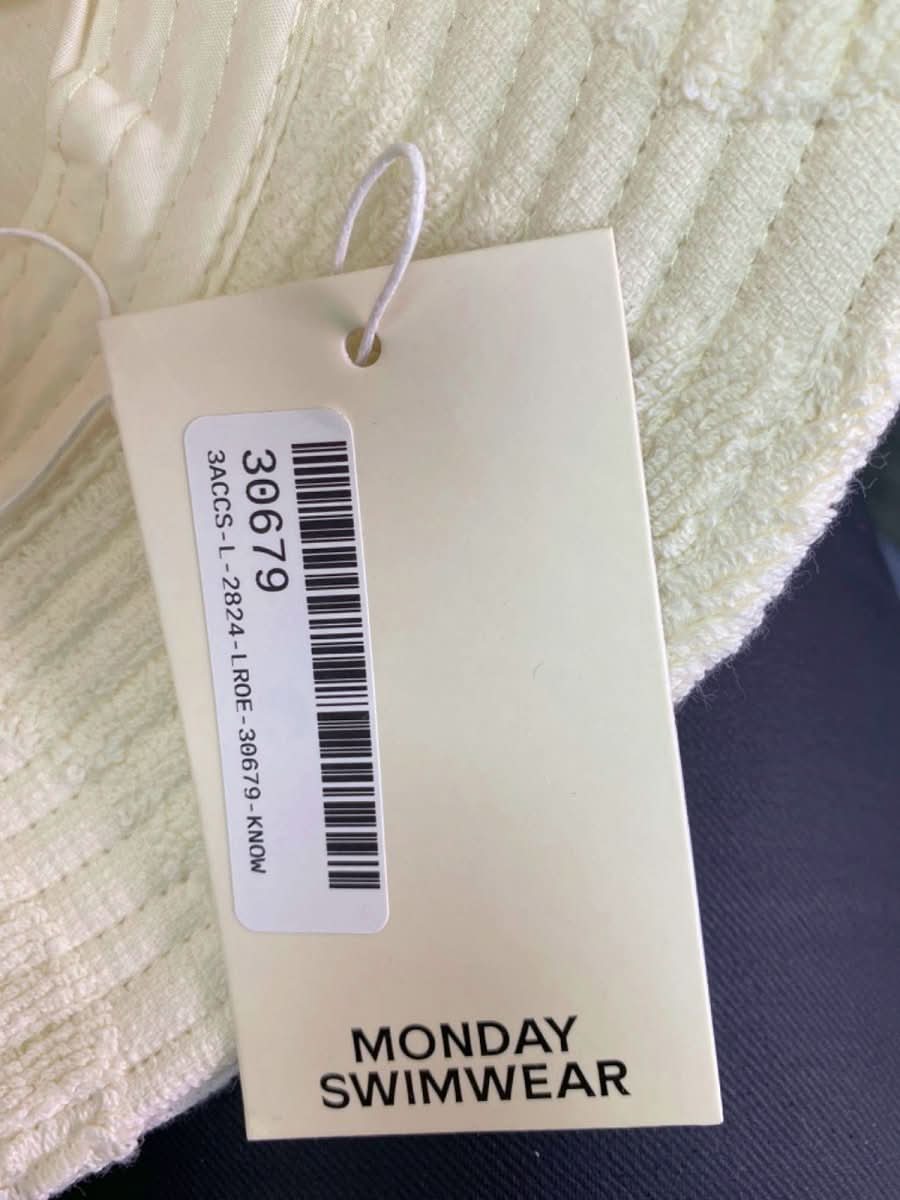 30679
3ACCS-L-2824-LROE-30679-KNOW
MONDAY
SWIMWEAR